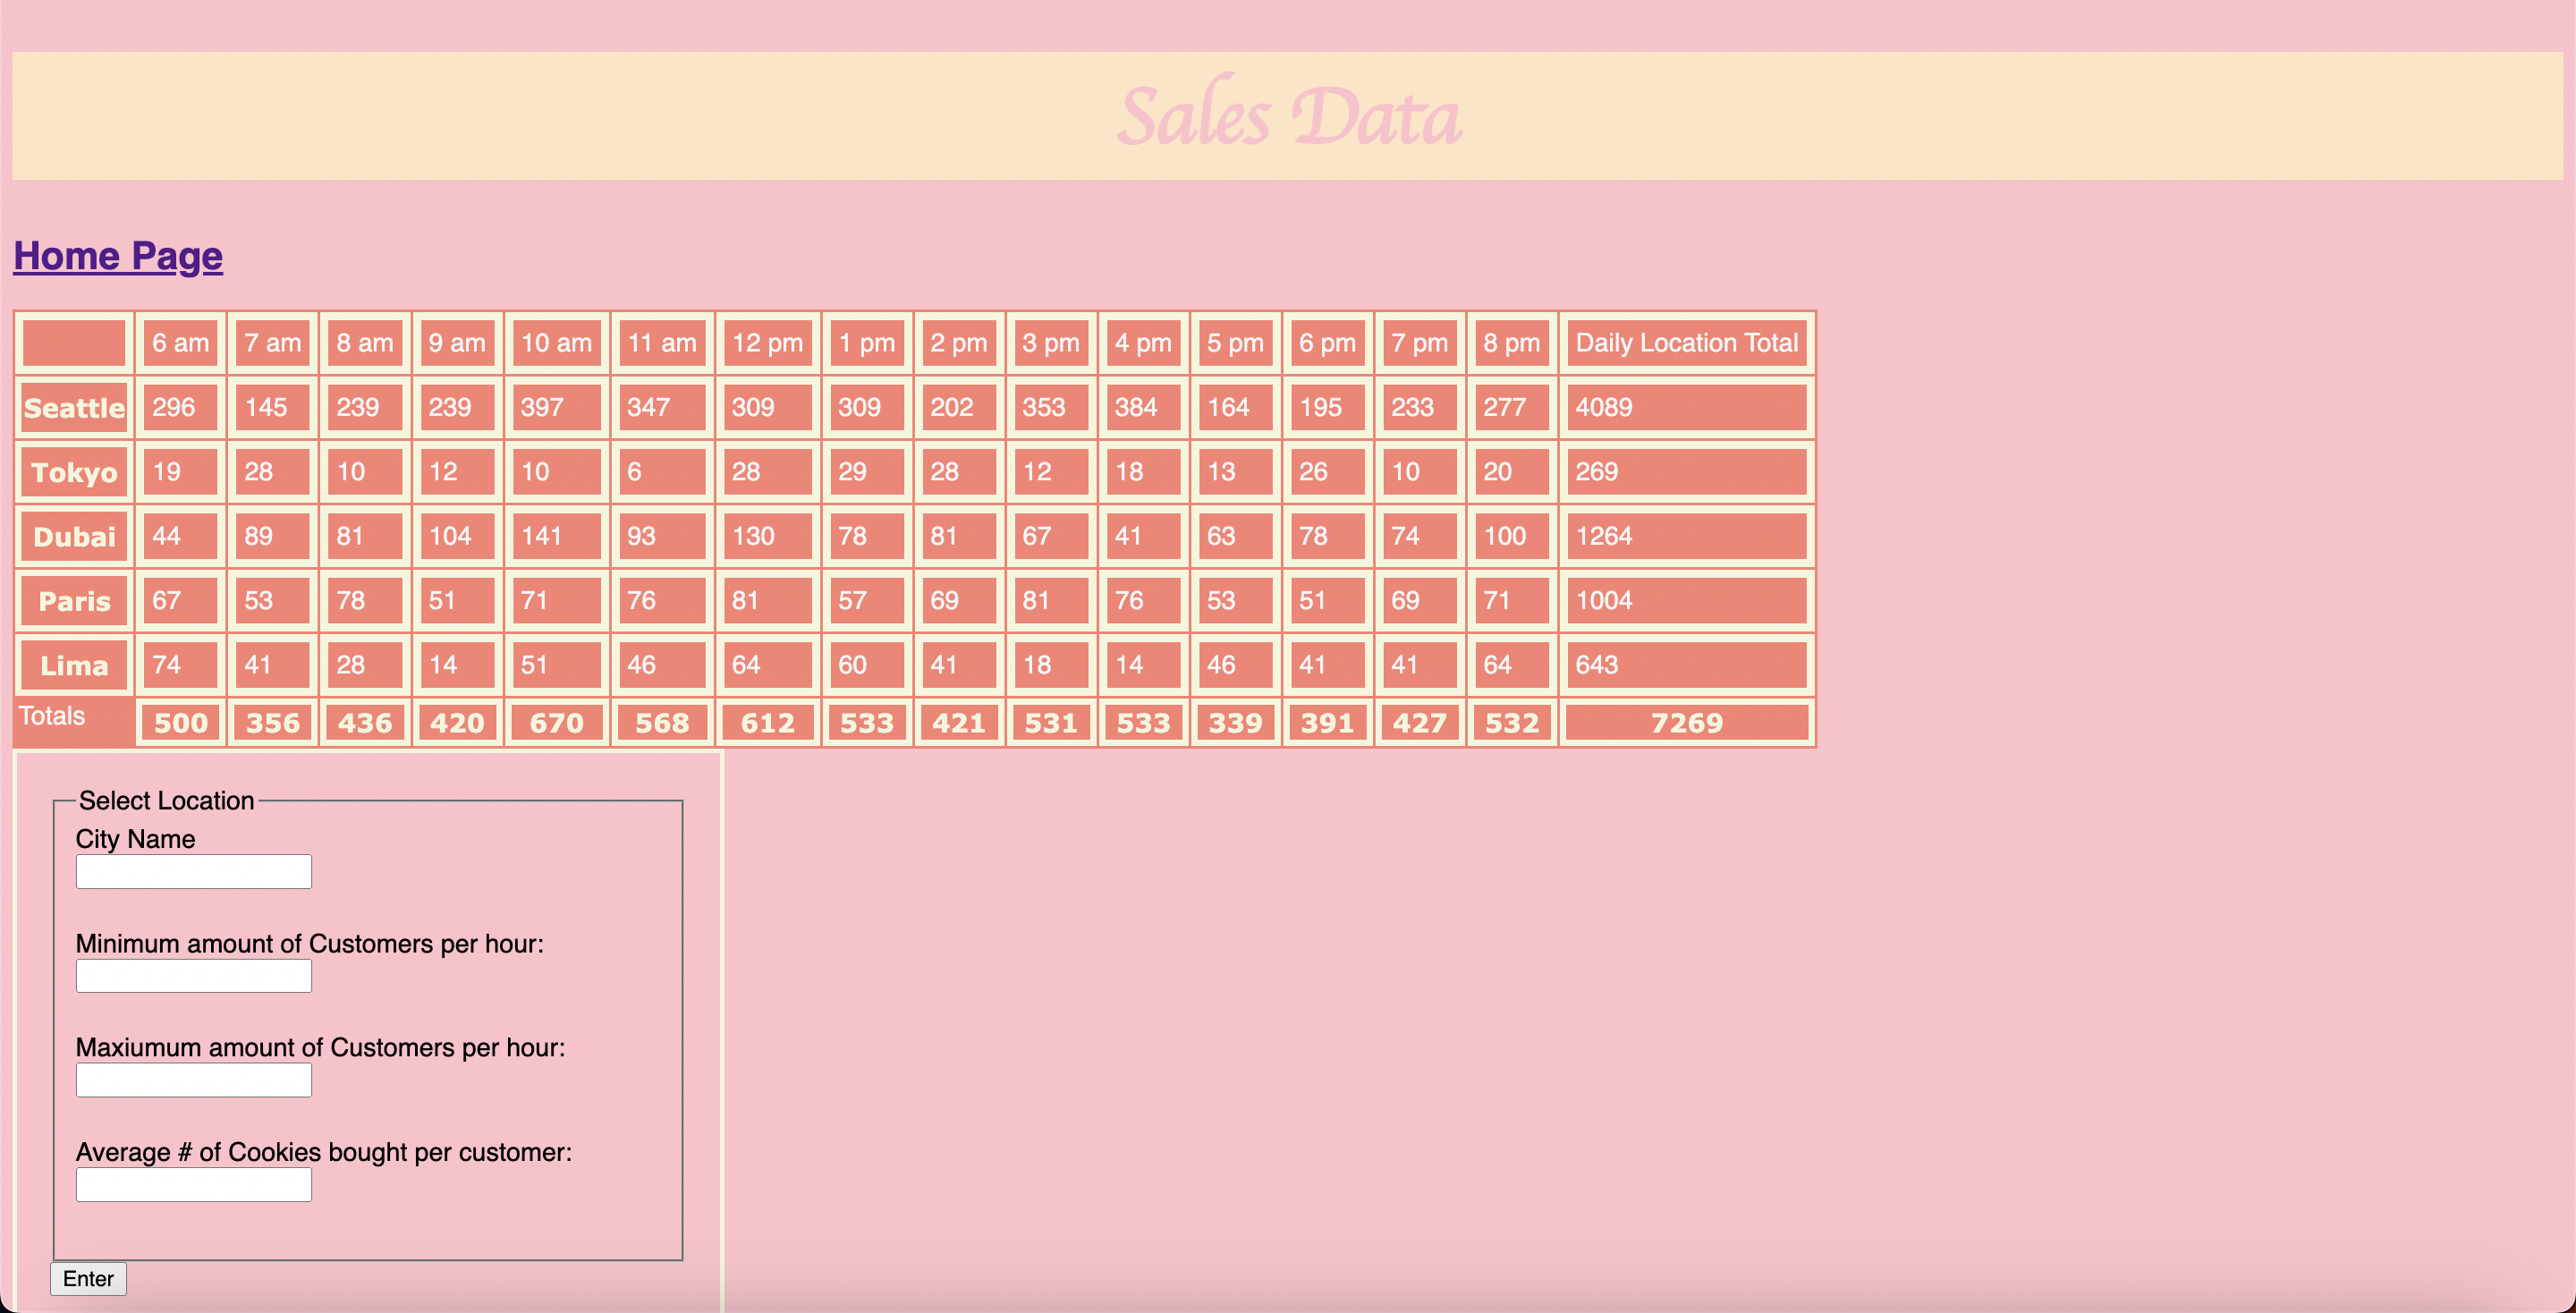 Sales Data
Home Page
6 am 7 am 8 am 9 am 10 am 11 am 12 pm 1 pm 2 pm 3 pm 4 pm 5 pm 6 pm 7 pm 8 pm Daily Location Total
Seattle 296 145 239 239 397 347 309 309 202 353 384 164 195 233 277 4089
Tokyo 19 28 10 12 10 6 28 29 28 12 18 13 26 10 20 269
Dubai 44 89 81 104 141 93 130 78 81 67 41 63 78 74 100 1264
Paris 67 53 78 51 71 76 81 57 69 81 76 53 51 69 71 1004
Lima 74 41 28 14 51 46 64 60 41 18 14 46 41 41 64 643
Totals 500 356 436 420 670 568 612 533 421 531 533 339 391 427 532 7269
Select Location
City Name
Minimum amount of Customers per hour:
Maxiumum amount of Customers per hour:
Average # of Cookies bought per customer:
Enter